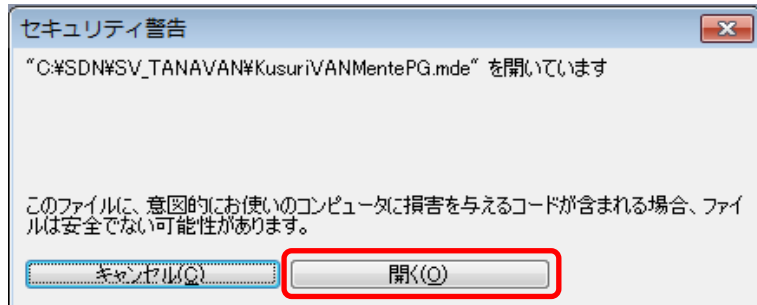 セキュリティ警告
“C:¥SDN¥SV_TANAVAN¥KusuriVANMentePG.mde” を開いています
このファイルに、意図的にお使いのコンピュータに損害を与えるコードが含まれる場合、ファイ
ルは安全でない可能性があります。
キャンセル(C) 開く(O)